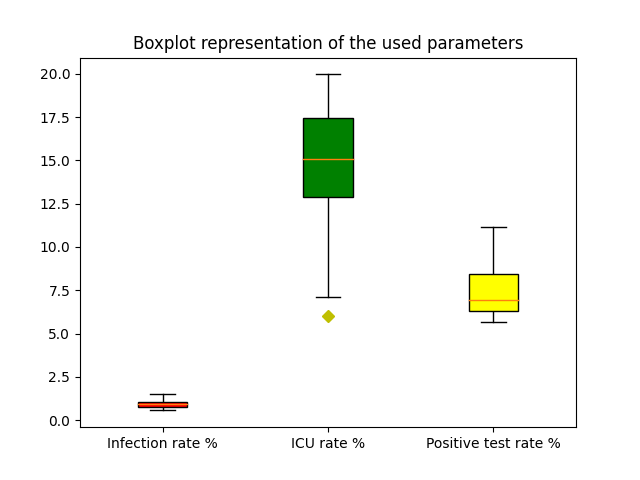 Boxplot representation of the used parameters
20.0
17.5
15.0
12.5
10.0
7.5
5.0
2.5
0.0
Infection rate %
ICU rate %
Positive test rate %